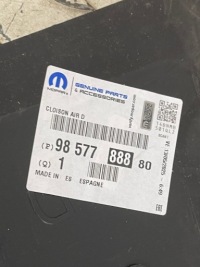 MOPAR
GENUINE PARTS
& ACCESSORIES
CLOISON AIR D
(P) 98 577 888 80
(Q) 1
MADE IN ES ESPAGNE